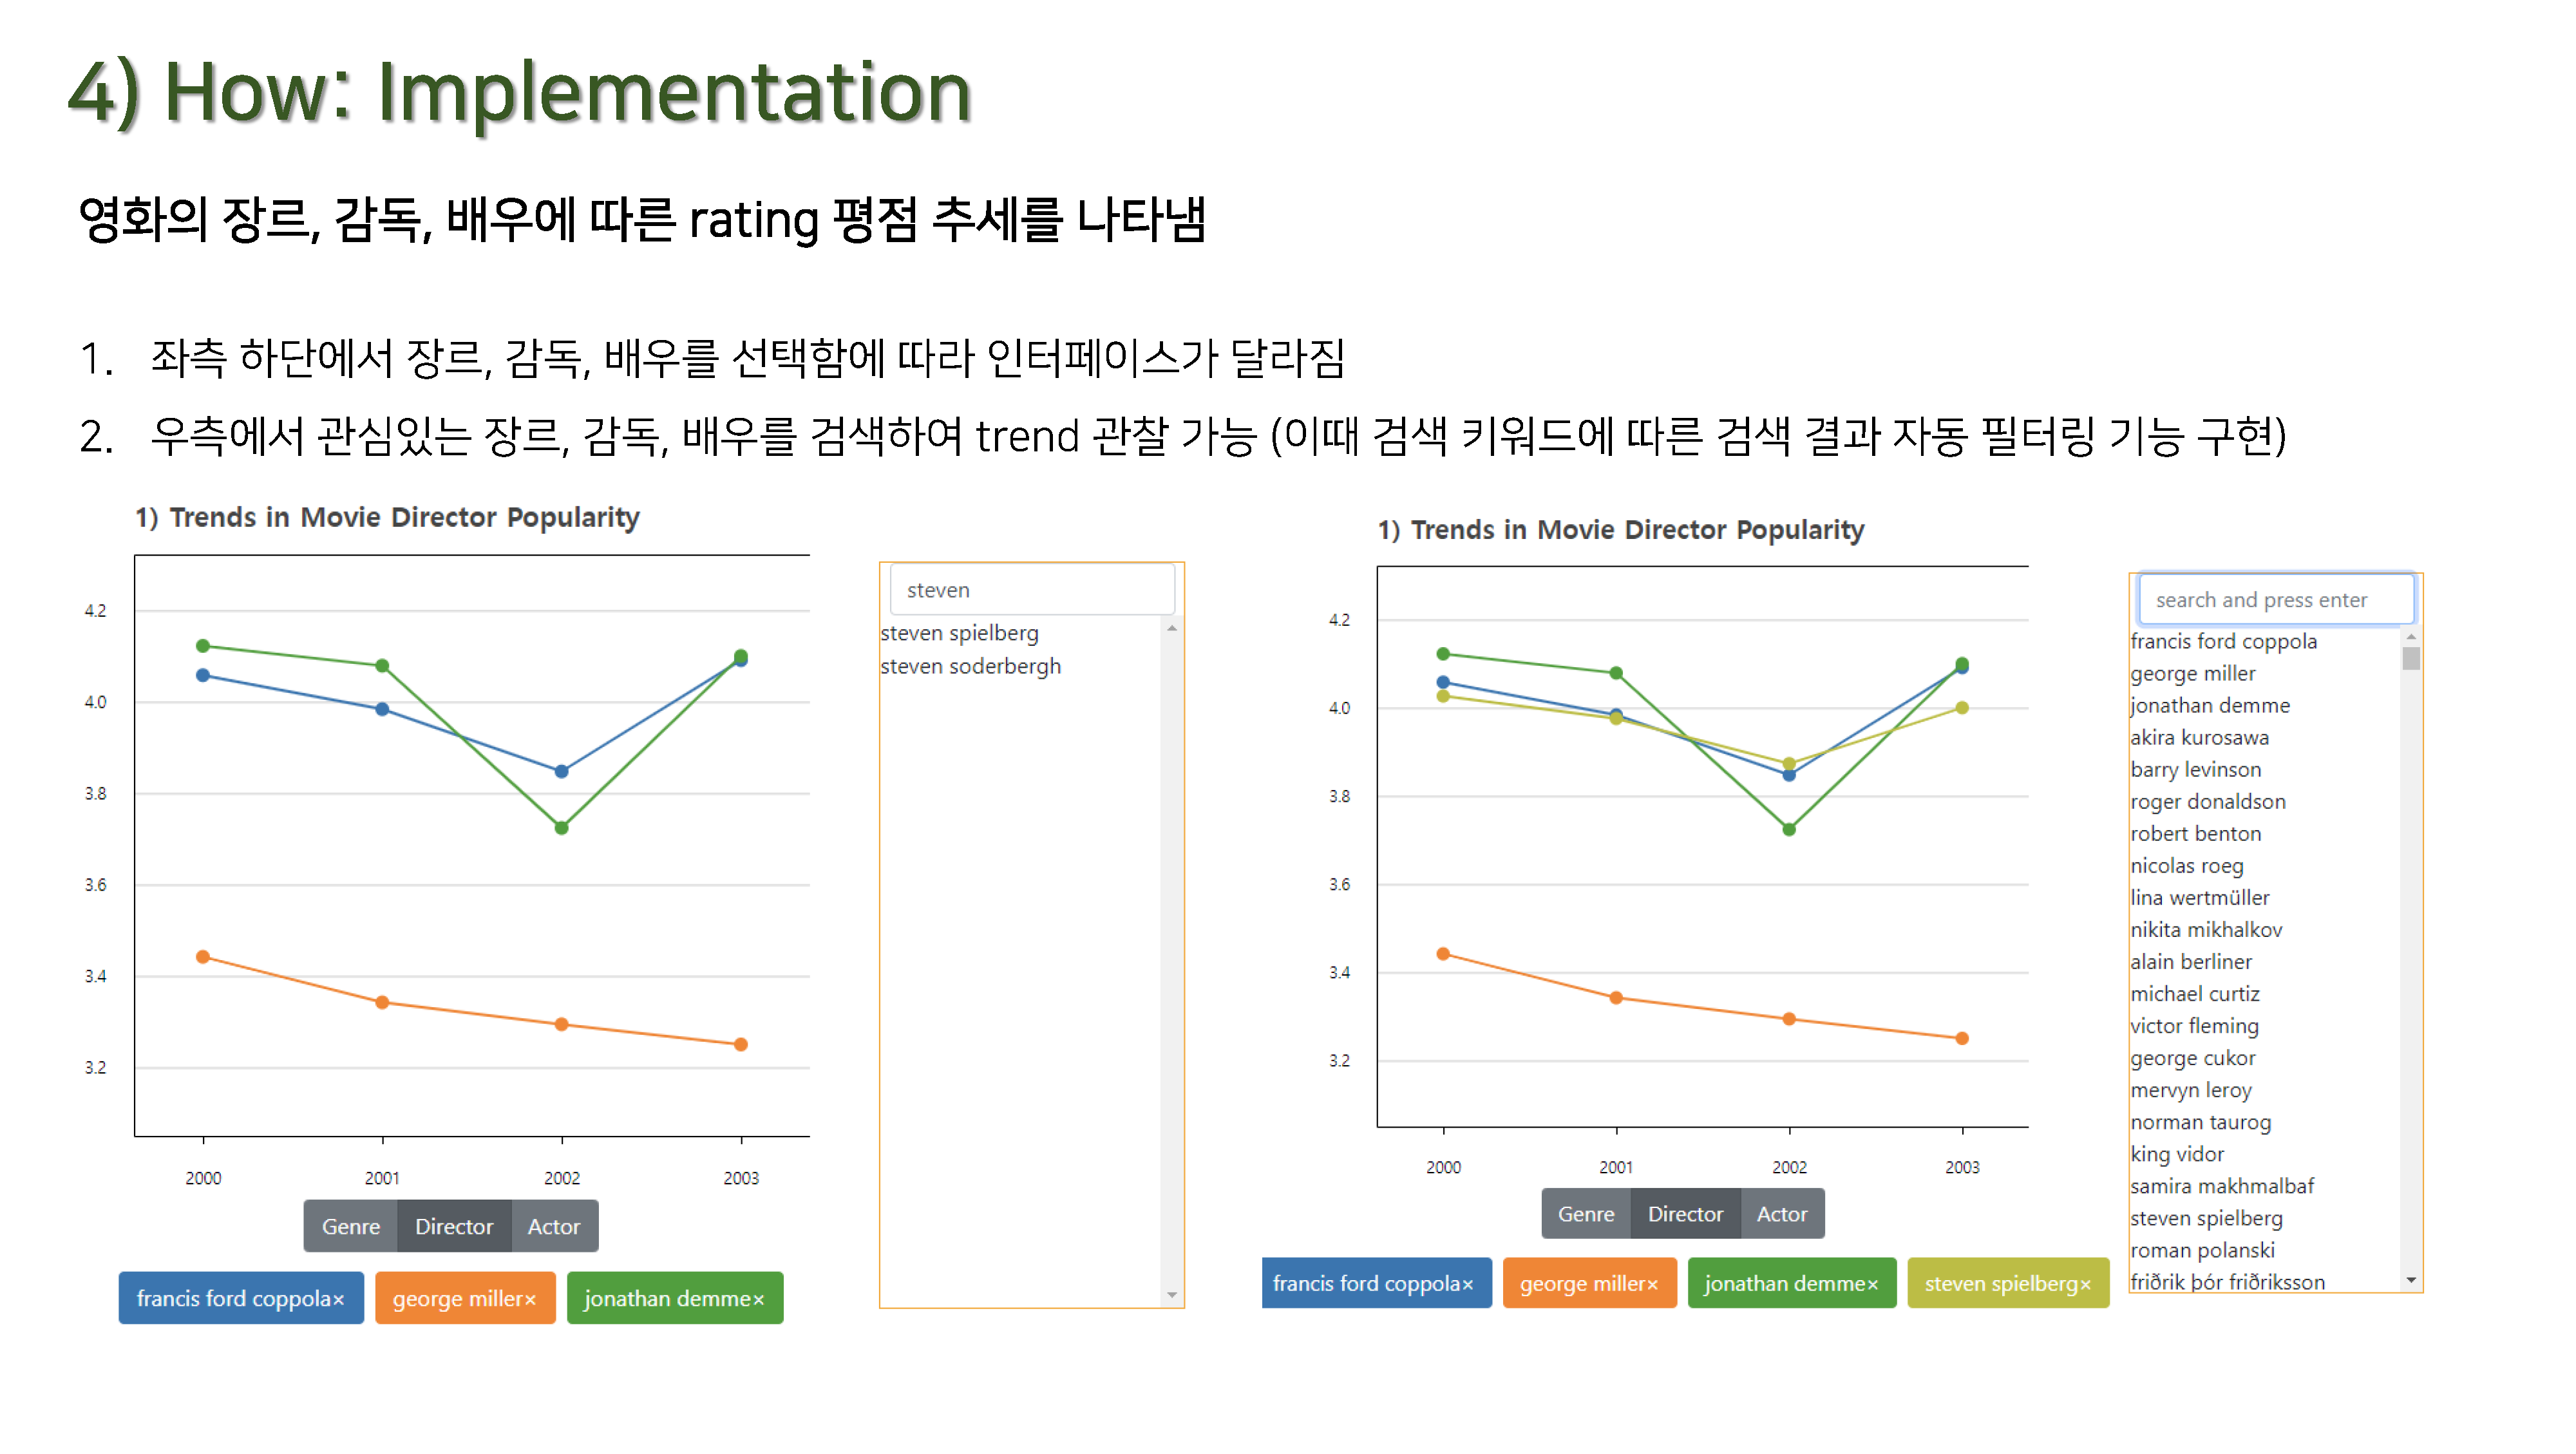 4) How: Implementation
영화의 장르, 감독, 배우에 따른 rating 평점 추세를 나타냄
1. 좌측 하단에서 장르, 감독, 배우를 선택함에 따라 인터페이스가 달라짐
2. 우측에서 관심있는 장르, 감독, 배우를 검색하여 trend 관찰 가능 (이때 검색 키워드에 따른 검색 결과 자동 필터링 기능 구현)
1) Trends in Movie Director Popularity
4.2
4.0
3.8
3.6
3.4
3.2
2000 2001 2002 2003
Genre Director Actor
francis ford coppola× george miller× jonathan demme×
steven
steven spielberg
steven soderbergh
1) Trends in Movie Director Popularity
4.2
4.0
3.8
3.6
3.4
3.2
2000 2001 2002 2003
Genre Director Actor
francis ford coppola× george miller× jonathan demme× steven spielberg×
search and press enter
francis ford coppola
george miller
jonathan demme
akira kurosawa
barry levinson
roger donaldson
robert benton
nicolas roeg
lina wertmüller
nikita mikhalkov
alain berliner
michael curtiz
victor fleming
george cukor
mervyn leroy
norman taurog
king vidor
samira makhmalbaf
steven spielberg
roman polanski
friðrik þór friðriksson